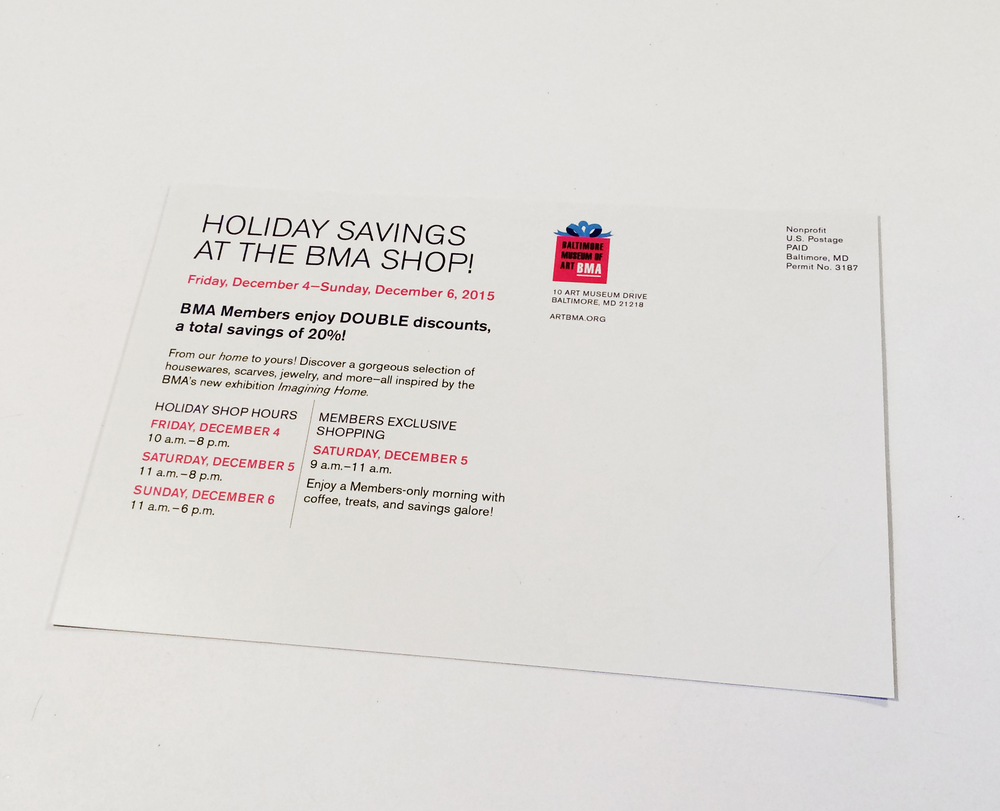 HOLIDAY SAVINGS
AT THE BMA SHOP!
Friday, December 4–Sunday, December 6, 2015
BMA Members enjoy DOUBLE discounts,
a total savings of 20%!
From our home to yours! Discover a gorgeous selection of
housewares, scarves, jewelry, and more—all inspired by the
BMA's new exhibition Imagining Home.
HOLIDAY SHOP HOURS
FRIDAY, DECEMBER 4
10 a.m.–8 p.m.
SATURDAY, DECEMBER 5
11 a.m.–8 p.m.
SUNDAY, DECEMBER 6
11 a.m.–6 p.m.
MEMBERS EXCLUSIVE
SHOPPING
SATURDAY, DECEMBER 5
9 a.m.–11 a.m.
Enjoy a Members-only morning with
coffee, treats, and savings galore!
BALTIMORE
MUSEUM OF
ART BMA
10 ART MUSEUM DRIVE
BALTIMORE, MD 21218
ARTBMA.ORG
Nonprofit
U.S. Postage
PAID
Baltimore, MD
Permit No. 3187